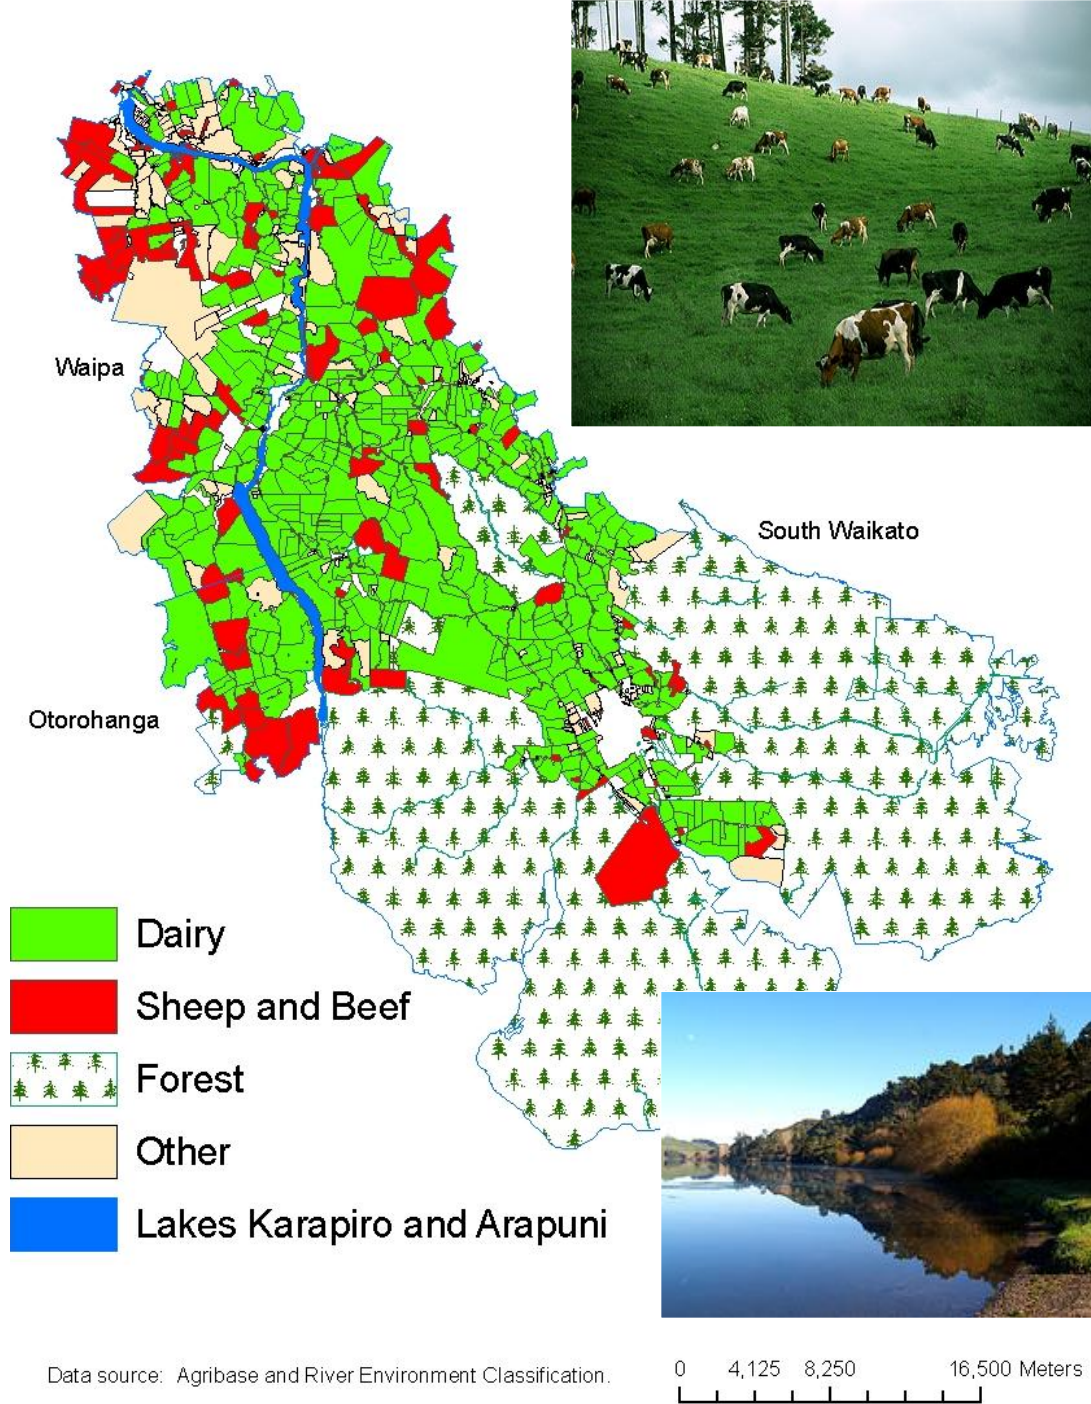 Waipa
South Waikato
Otorohanga
Dairy
Sheep and Beef
Forest
Other
Lakes Karapiro and Arapuni
Data source: Agribase and River Environment Classification.
0 4,125 8,250 16,500 Meters